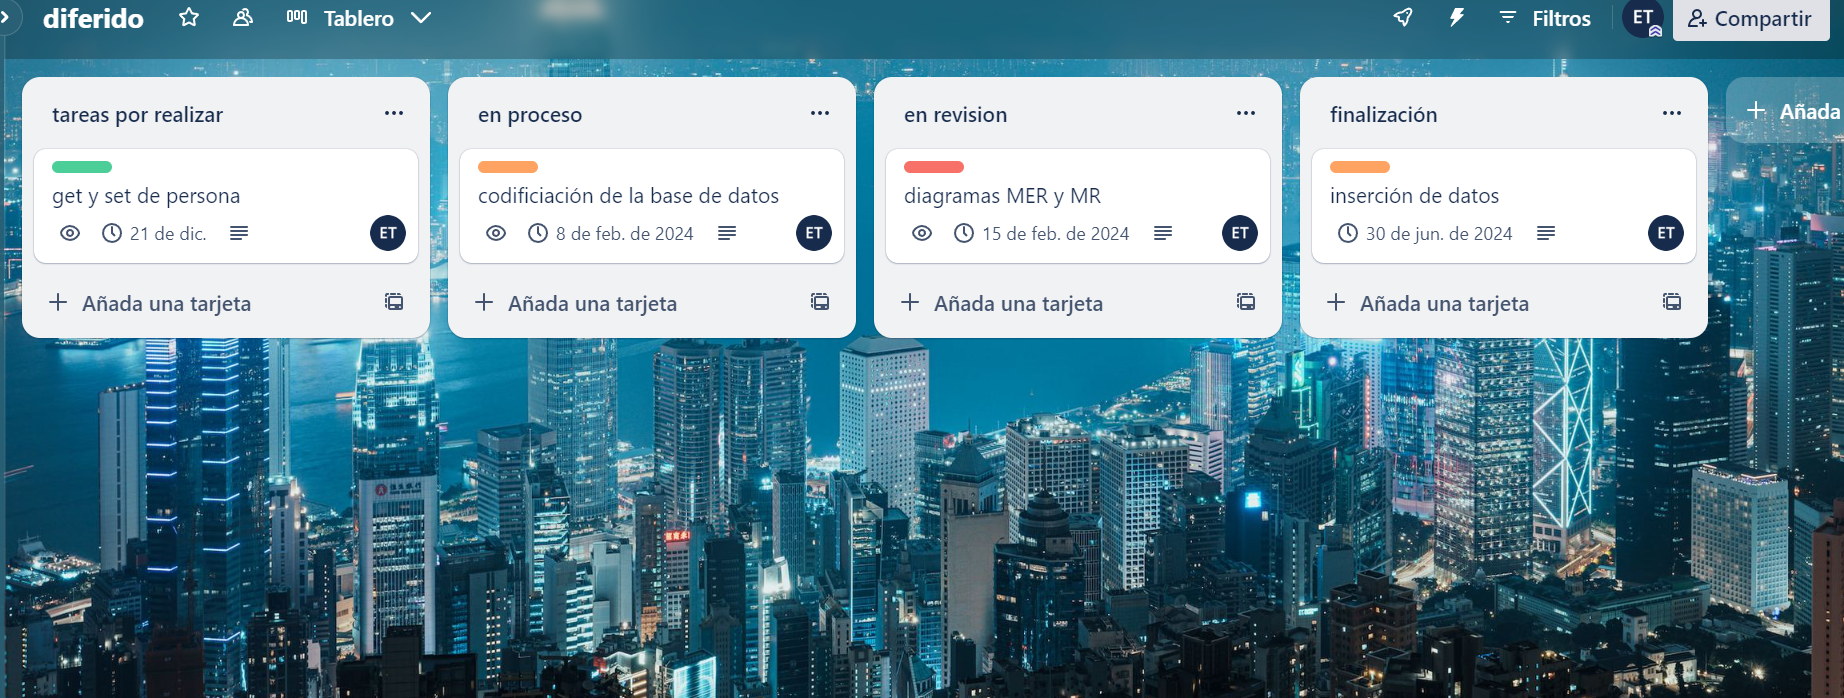 diferido
Tablero
Filtros
ET
Compartir
tareas por realizar
get y set de persona
21 de dic.
ET
Añada una tarjeta
en proceso
codificiación de la base de datos
8 de feb. de 2024
ET
Añada una tarjeta
en revision
diagramas MER y MR
15 de feb. de 2024
ET
Añada una tarjeta
finalización
inserción de datos
30 de jun. de 2024
ET
Añada una tarjeta
Añada